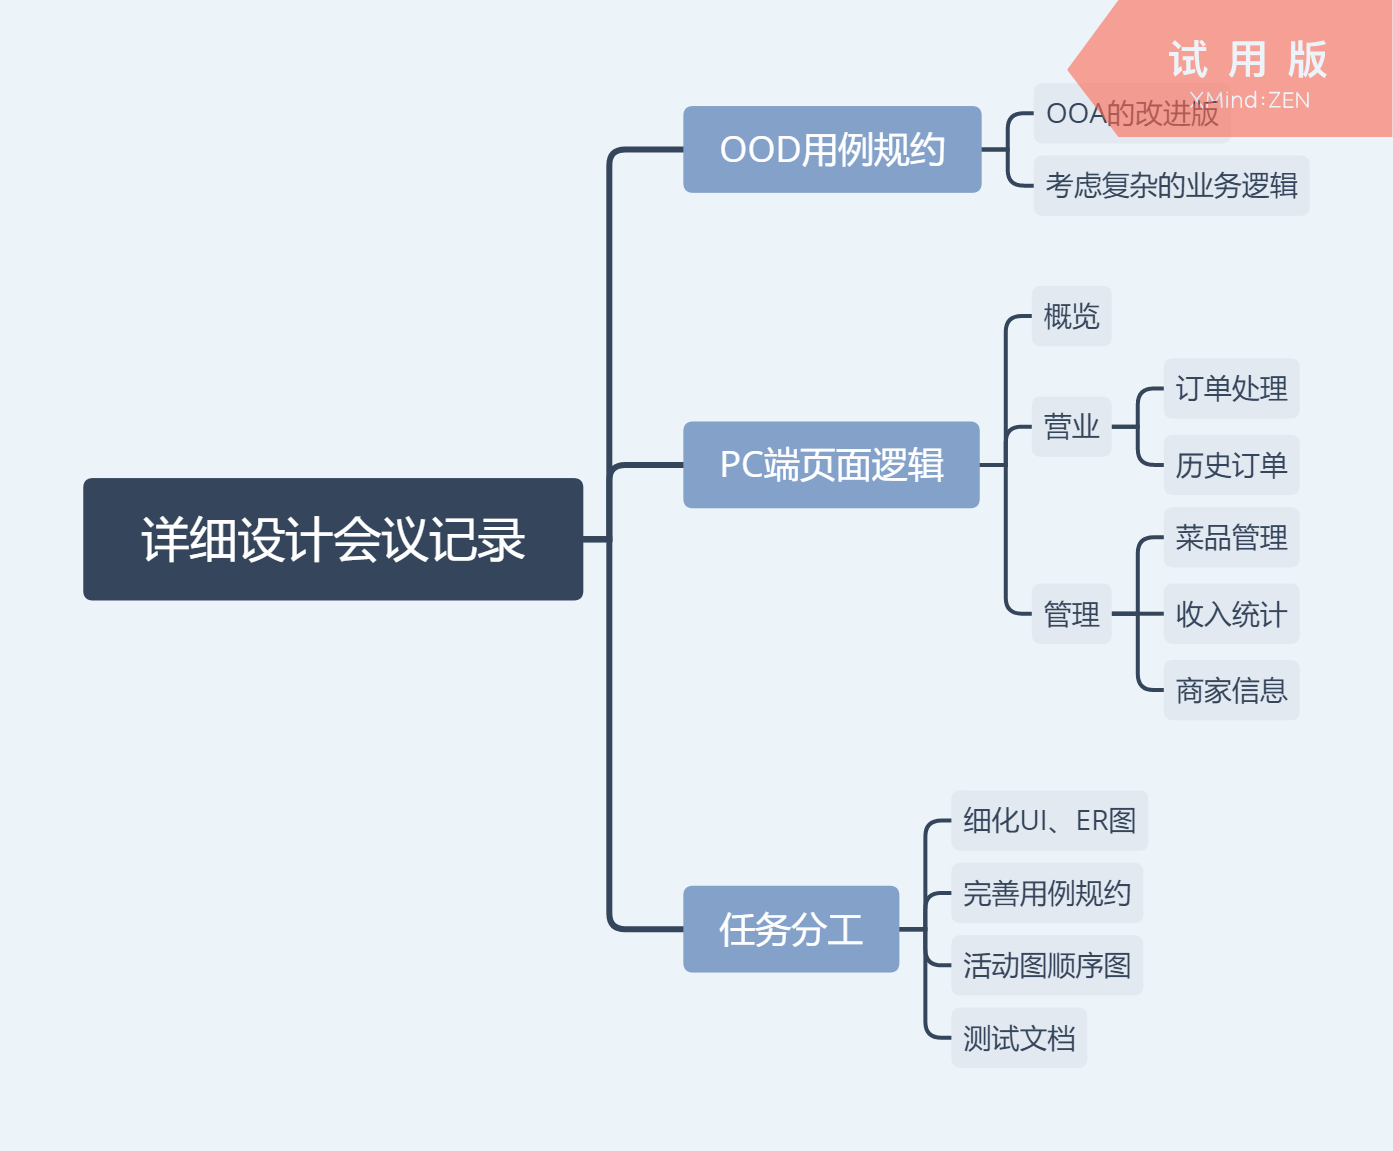 试用版
XMind:ZEN
OOA的改进版
OOD用例规约
考虑复杂的业务逻辑
概览
订单处理
营业
历史订单
PC端页面逻辑
菜品管理
详细设计会议记录
管理
收入统计
商家信息
细化UI、ER图
完善用例规约
任务分工
活动图顺序图
测试文档